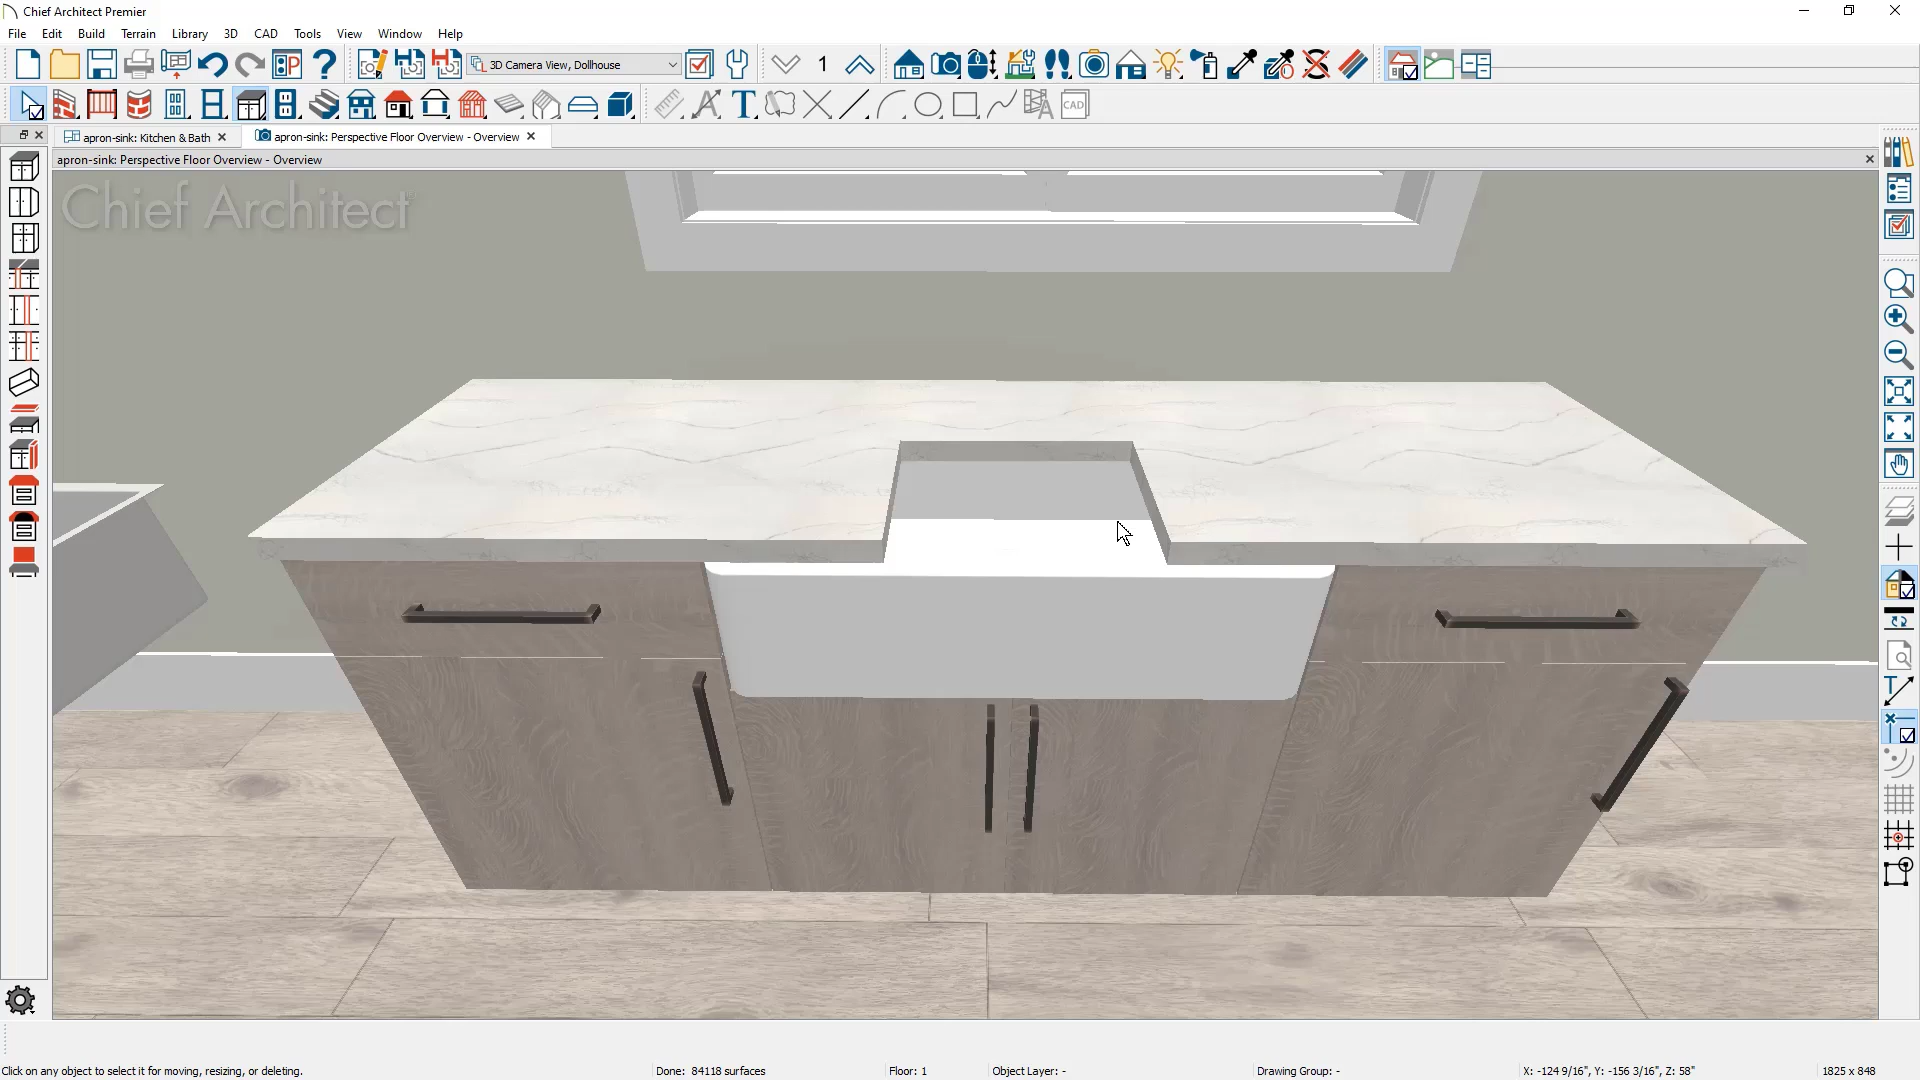 Chief Architect Premier
File Edit Build Terrain Library 3D CAD Tools View Window Help
3D Camera View, Dollhouse
1
CAD
apron-sink: Kitchen & Bath
apron-sink: Perspective Floor Overview - Overview
apron-sink: Perspective Floor Overview - Overview
Chief Architect
Click on any object to select it for moving, resizing, or deleting.
Done: 84118 surfaces
Floor: 1
Object Layer: -
Drawing Group: -
X: -124 9/16", Y: -156 3/16", Z: 58"
1825 x 848